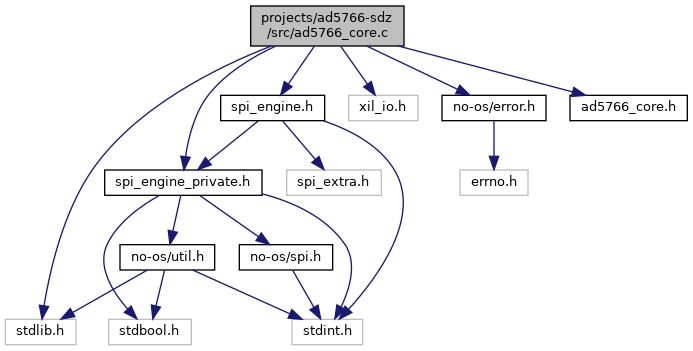 projects/ad5766-sdz
/src/ad5766_core.c
spi_engine.h
xil_io.h
no-os/error.h
ad5766_core.h
spi_engine_private.h
spi_extra.h
errno.h
no-os/util.h
no-os/spi.h
stdlib.h
stdbool.h
stdint.h